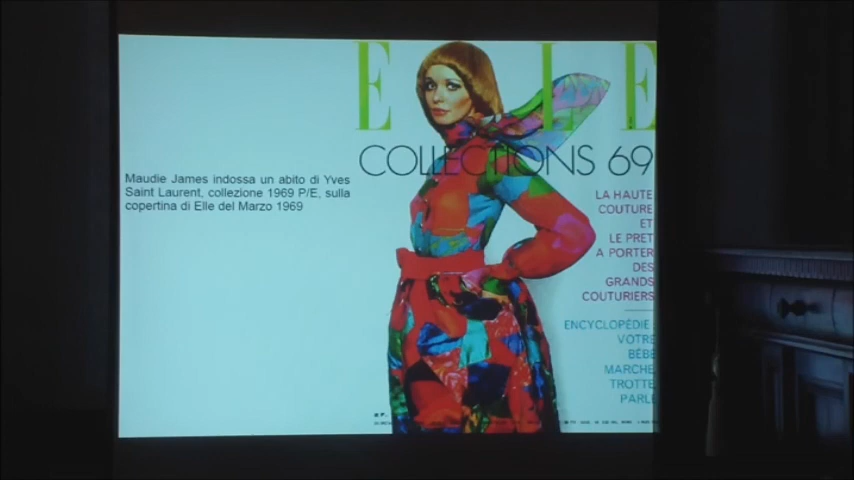 Maudie James indossa un abito di Yves
Saint Laurent, collezione 1969 P/E, sulla
copertina di Elle del Marzo 1969
ELLE
COLLECTIONS 69
LA HAUTE
COUTURE
ET
LE PRET
A PORTER
DES
GRANDS
COUTURIERS
ENCYCLOPÉDIE
VOTRE
BÉBÉ
MARCHE
TROTTE
PARLE